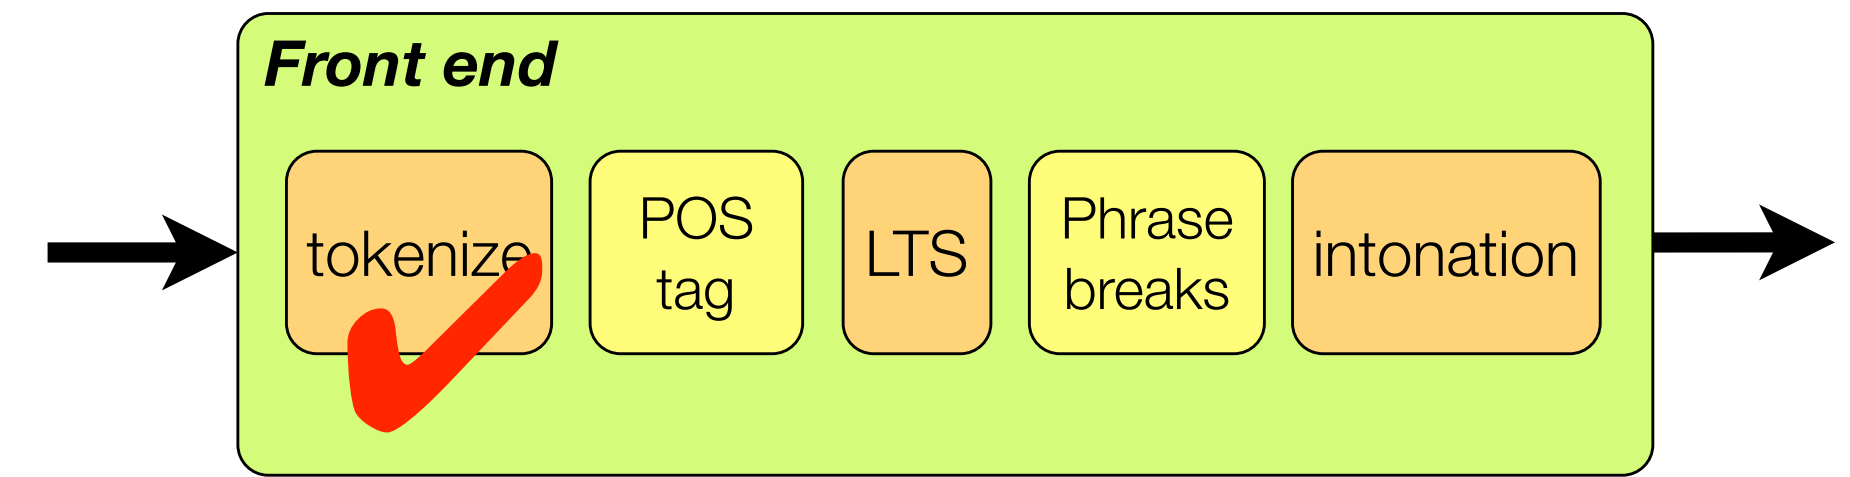 Front end
tokenize
POS
tag
LTS
Phrase
breaks
intonation